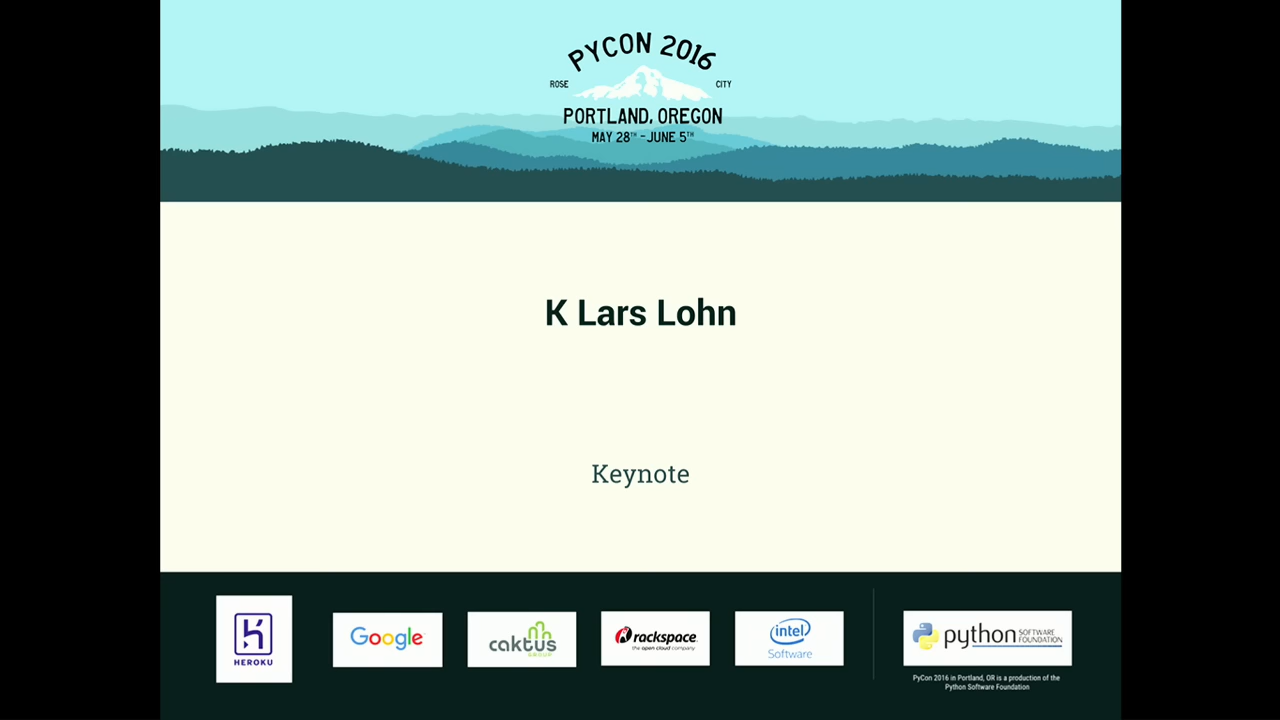 PYCON 2016
ROSE CITY
PORTLAND, OREGON
MAY 28TH - JUNE 5TH
K Lars Lohn
Keynote
HEROKU
Google
caktus
GROUP
rackspace.
the open cloud company
intel
Software
python SOFTWARE
FOUNDATION
PyCon 2016 in Portland, OR is a production of the
Python Software Foundation